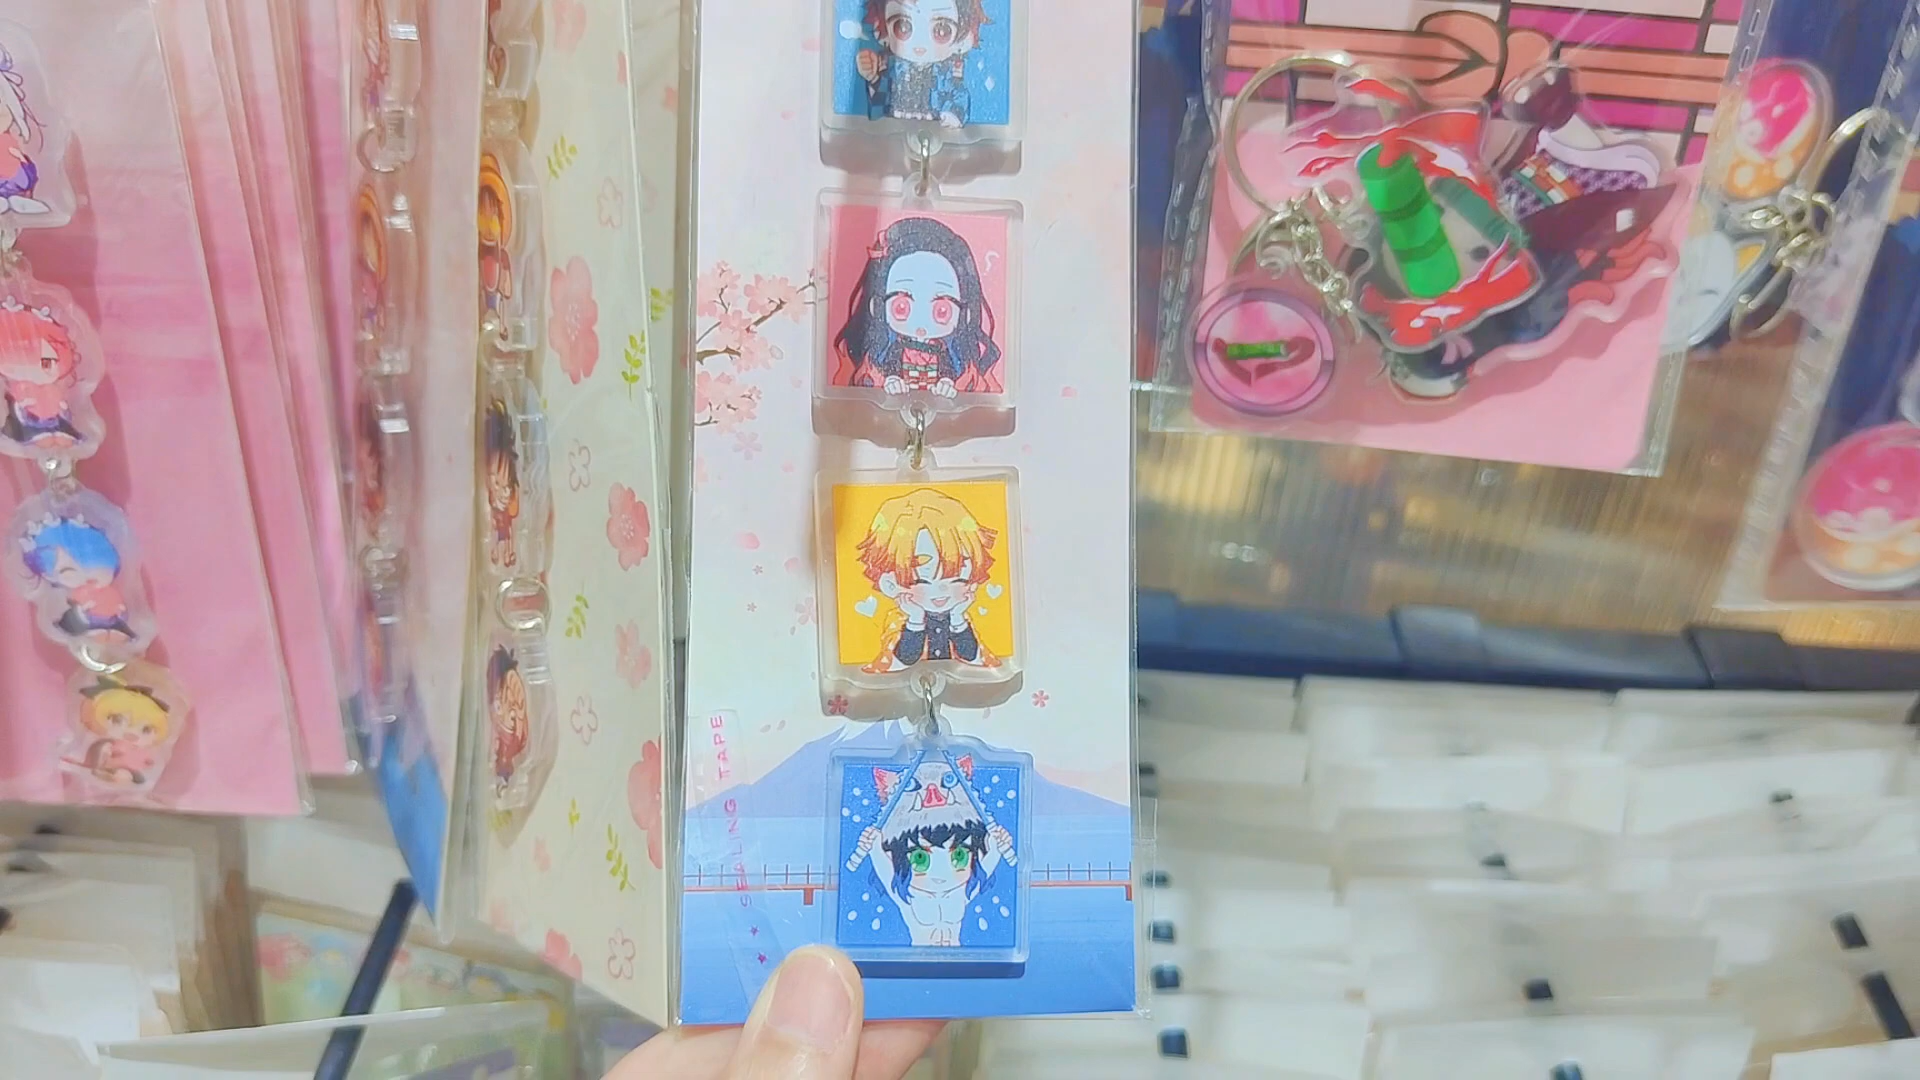 ★ ★ SEALING TAPE
?